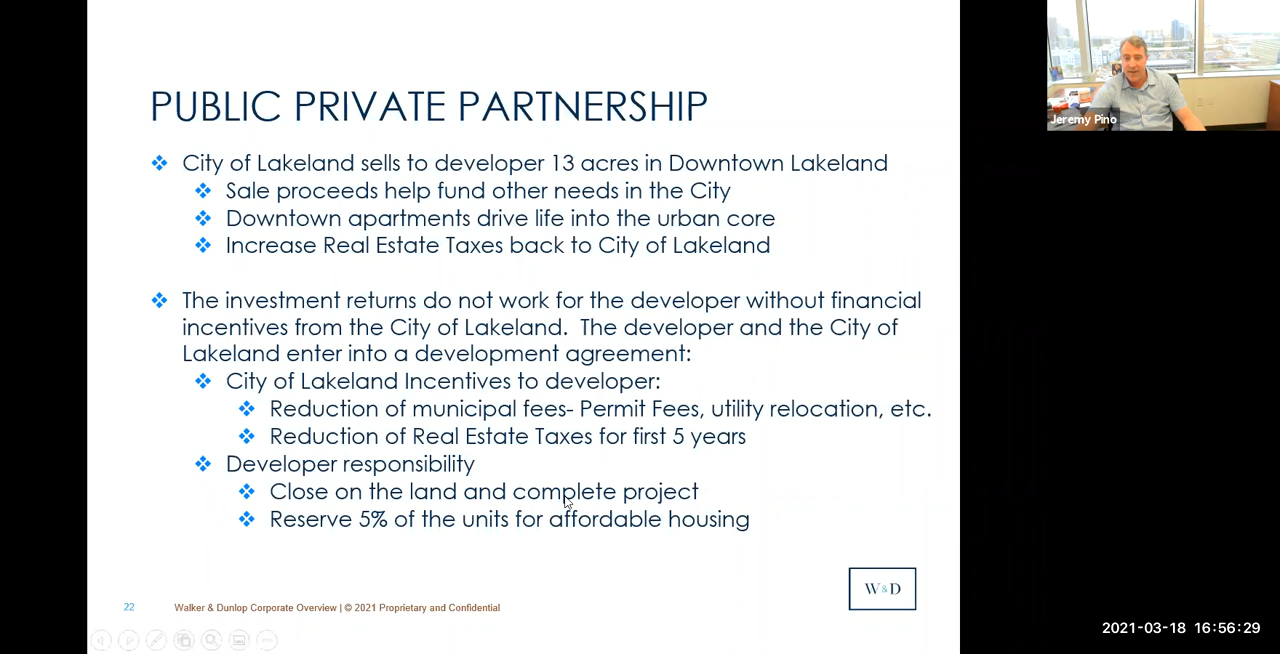 PUBLIC PRIVATE PARTNERSHIP
City of Lakeland sells to developer 13 acres in Downtown Lakeland
Sale proceeds help fund other needs in the City
Downtown apartments drive life into the urban core
Increase Real Estate Taxes back to City of Lakeland
The investment returns do not work for the developer without financial
incentives from the City of Lakeland. The developer and the City of
Lakeland enter into a development agreement:
City of Lakeland Incentives to developer:
Reduction of municipal fees- Permit Fees, utility relocation, etc.
Reduction of Real Estate Taxes for first 5 years
Developer responsibility
Close on the land and complete project
Reserve 5% of the units for affordable housing
W&D
22 Walker & Dunlop Corporate Overview | © 2021 Proprietary and Confidential
Jeremy Pino
2021-03-18 16:56:29